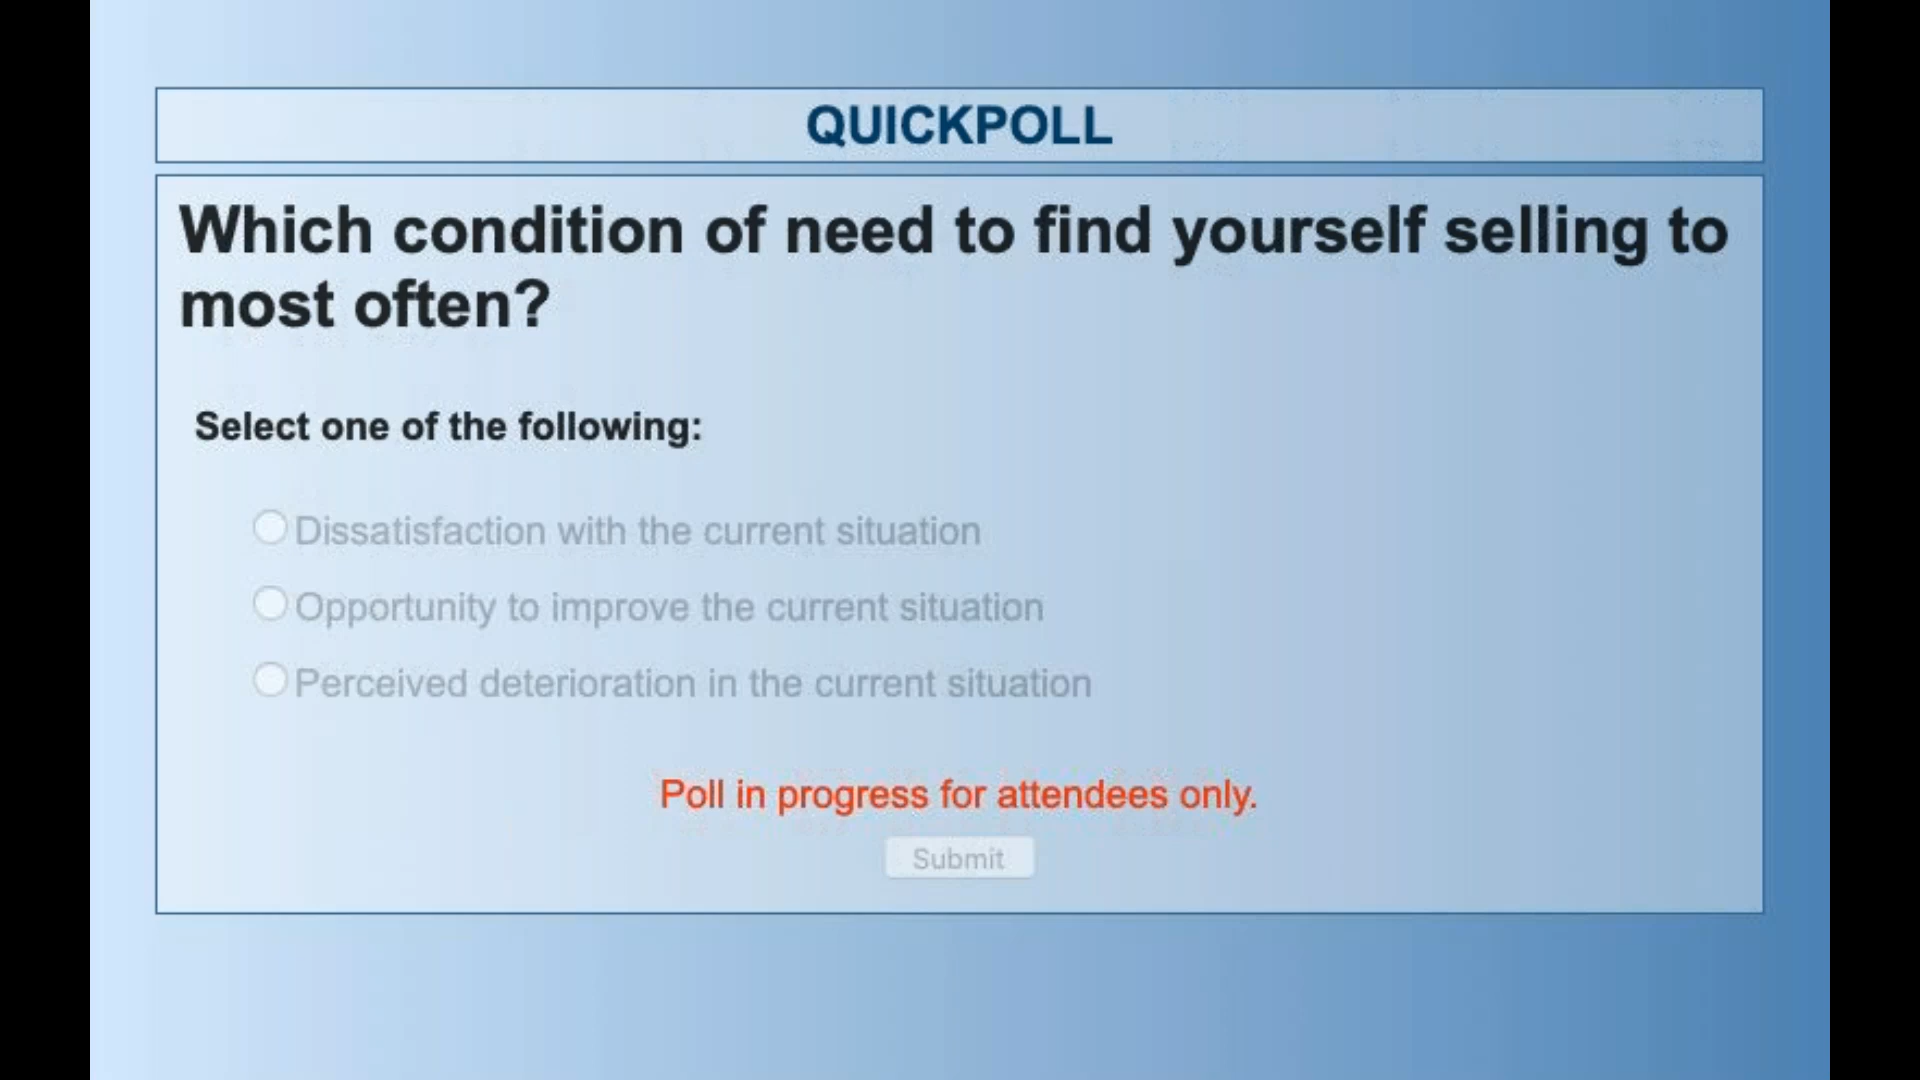 QUICKPOLL
Which condition of need to find yourself selling to
most often?
Select one of the following:
Dissatisfaction with the current situation
Opportunity to improve the current situation
Perceived deterioration in the current situation
Poll in progress for attendees only.
Submit